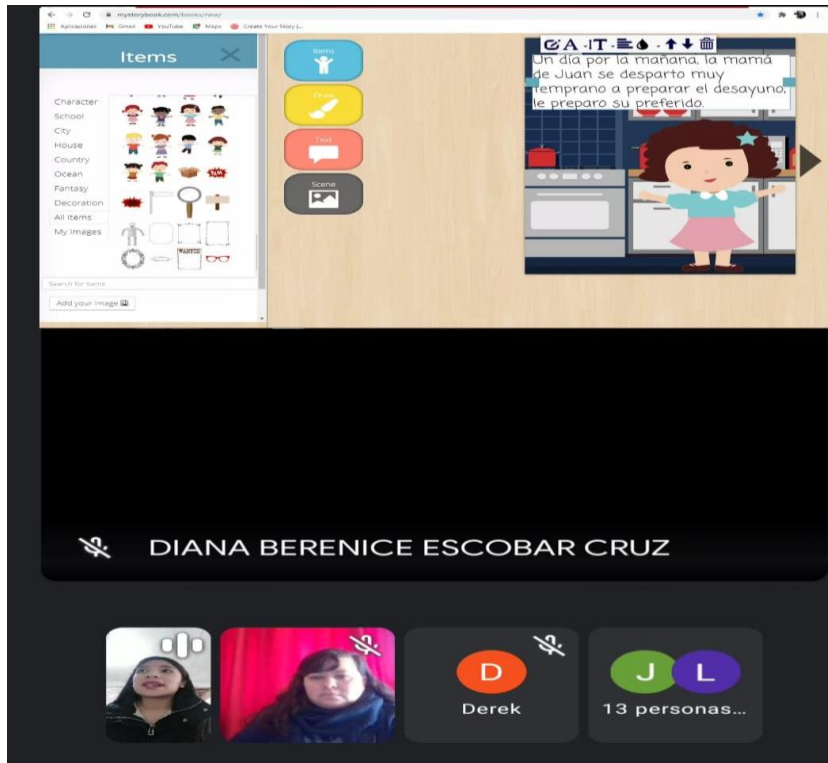 mystorybook.com/books/new/
Aplicaciones Gmail YouTube Maps Create Your Story |...
Items
Character
School
City
House
Country
Ocean
Fantasy
Decoration
All Items
My Images
WANTED
Search for items
Add your image
Items
Draw
Text
Scene
A T
Un día por la mañana, la mamá
de Juan se desparto muy
temprano a preparar el desayuno,
le preparo su preferido.
DIANA BERENICE ESCOBAR CRUZ
D
Derek
J L
13 personas...